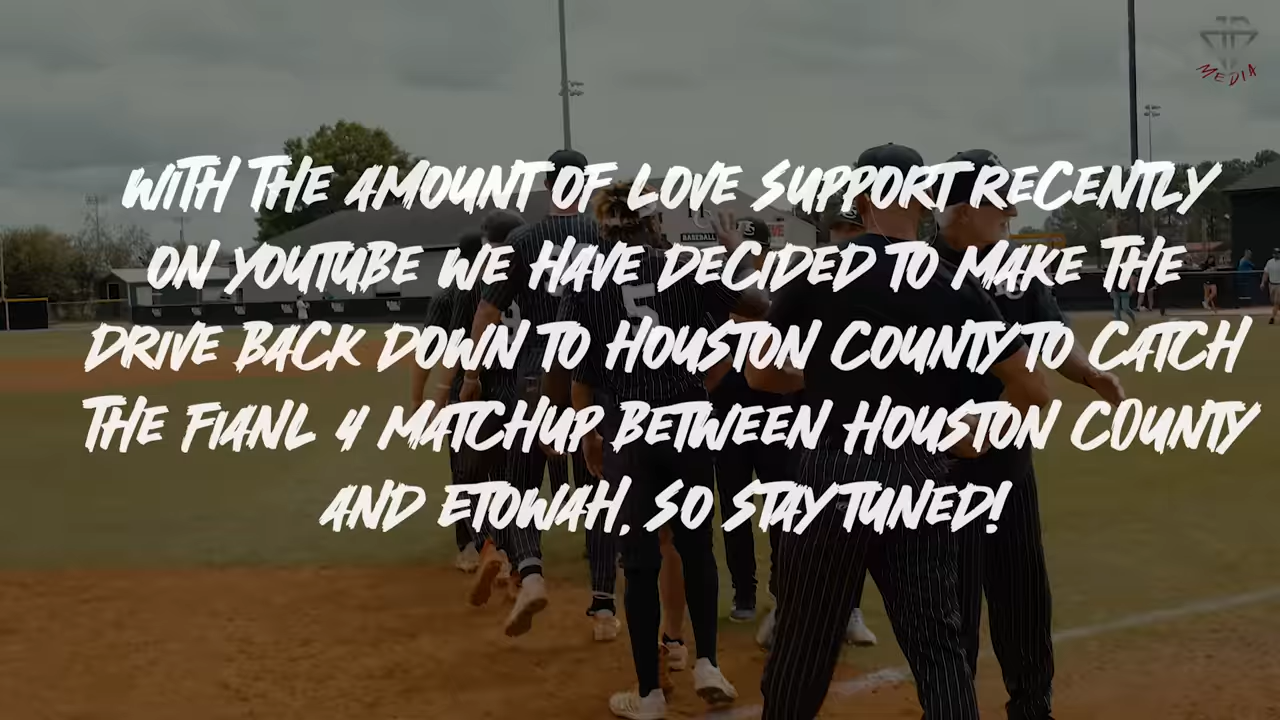 MEDIA
WITH THE AMOUNT OF LOVE SUPPORT RECENTLY
ON YOUTUBE WE HAVE DECIDED TO MAKE THE
DRIVE BACK DOWN TO HOUSTON COUNTY TO CATCH
THE FIANL 4 MATCHUP BETWEEN HOUSTON COUNTY
AND ETOWAH, SO STAY TUNED!
BASEBALL
5